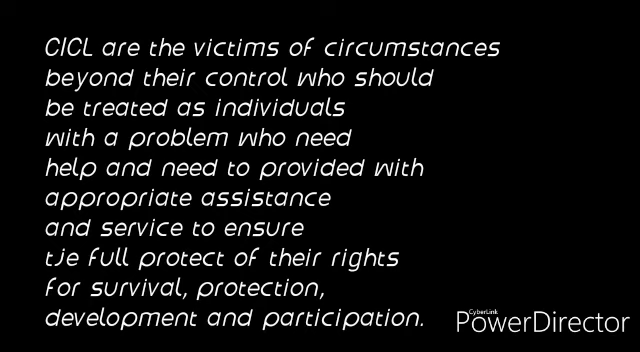 CICL are the victims of circumstances
beyond their control who should
be treated as individuals
with a problem who need
help and need to provided with
appropriate assistance
and service to ensure
tje full protect of their rights
for survival, protection,
development and participation.
CyberLink
PowerDirector